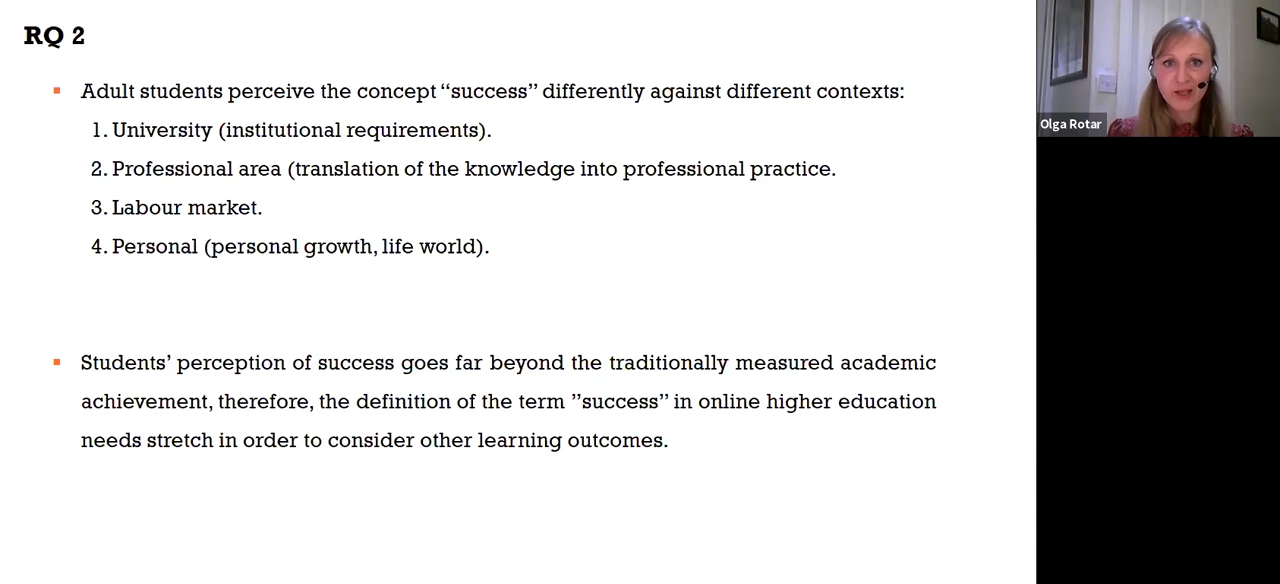 RQ 2
▪ Adult students perceive the concept “success” differently against different contexts:
1. University (institutional requirements).
2. Professional area (translation of the knowledge into professional practice.
3. Labour market.
4. Personal (personal growth, life world).
▪ Students’ perception of success goes far beyond the traditionally measured academic
achievement, therefore, the definition of the term ”success” in online higher education
needs stretch in order to consider other learning outcomes.
Olga Rotar